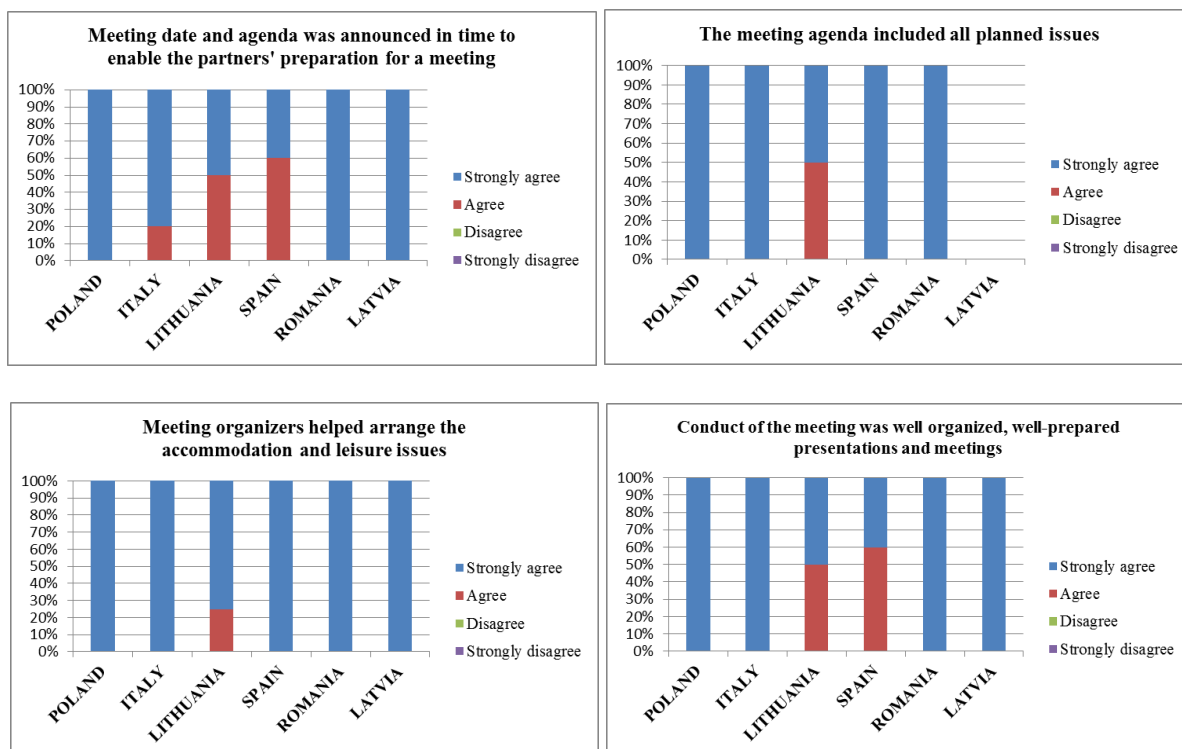 Meeting date and agenda was announced in time to
enable the partners' preparation for a meeting
100%
90%
80%
70%
60%
50%
40%
30%
20%
10%
0%
POLAND
ITALY
LITHUANIA
SPAIN
ROMANIA
LATVIA
Strongly agree
Agree
Disagree
Strongly disagree
The meeting agenda included all planned issues
100%
90%
80%
70%
60%
50%
40%
30%
20%
10%
0%
POLAND
ITALY
LITHUANIA
SPAIN
ROMANIA
LATVIA
Strongly agree
Agree
Disagree
Strongly disagree
Meeting organizers helped arrange the
accommodation and leisure issues
100%
90%
80%
70%
60%
50%
40%
30%
20%
10%
0%
POLAND
ITALY
LITHUANIA
SPAIN
ROMANIA
LATVIA
Strongly agree
Agree
Disagree
Strongly disagree
Conduct of the meeting was well organized, well-prepared
presentations and meetings
100%
90%
80%
70%
60%
50%
40%
30%
20%
10%
0%
POLAND
ITALY
LITHUANIA
SPAIN
ROMANIA
LATVIA
Strongly agree
Agree
Disagree
Strongly disagree